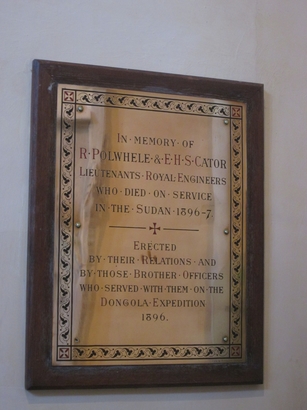 IN·MEMORY·OF
R·POLWHELE·&·E·H·S·CATOR
LIEUTENANTS·ROYAL·ENGINEERS
WHO·DIED·ON·SERVICE
IN·THE·SUDAN·1896-7.
ERECTED
BY·THEIR·RELATIONS·AND
BY·THOSE·BROTHER·OFFICERS
WHO·SERVED·WITH·THEM·ON·THE
DONGOLA·EXPEDITION
1896.